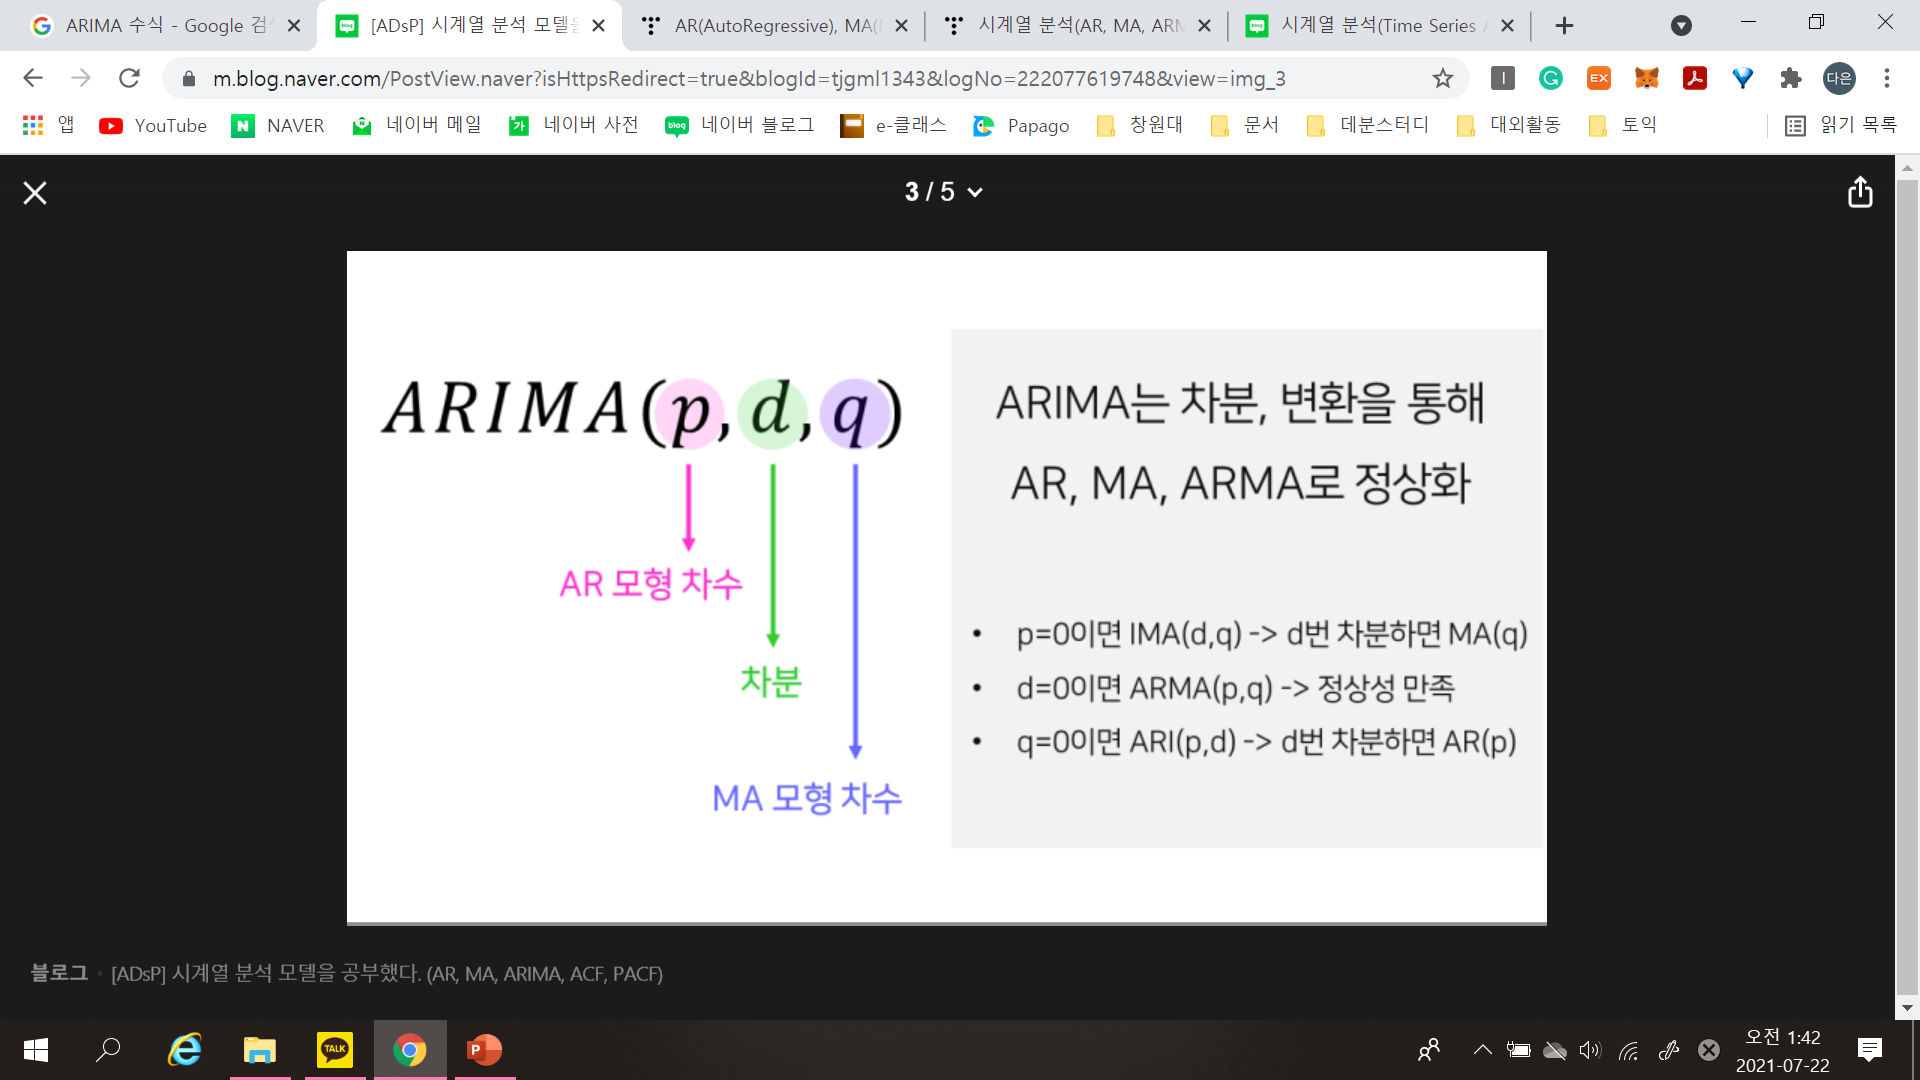 ARIMA 수식 - Google 검색
[ADsP] 시계열 분석 모델을
AR(AutoRegressive), MA(
시계열 분석(AR, MA, ARM
시계열 분석(Time Series
m.blog.naver.com/PostView.naver?isHttpsRedirect=true&blogId=tjgml1343&logNo=222077619748&view=img_3
EX
다은
앱
YouTube
N
NAVER
네이버 메일
가
네이버 사전
blog
네이버 블로그
e-클래스
Papago
창원대
문서
데분스터디
대외활동
토익
읽기 목록
3 / 5
ARIMA(p,d,q)
AR 모형 차수
차분
MA 모형 차수
ARIMA는 차분, 변환을 통해
AR, MA, ARMA로 정상화
• p=0이면 IMA(d,q) -> d번 차분하면 MA(q)
• d=0이면 ARMA(p,q) -> 정상성 만족
• q=0이면 ARI(p,d) -> d번 차분하면 AR(p)
블로그 · [ADsP] 시계열 분석 모델을 공부했다. (AR, MA, ARIMA, ACF, PACF)
TALK
P
오전 1:42
2021-07-22